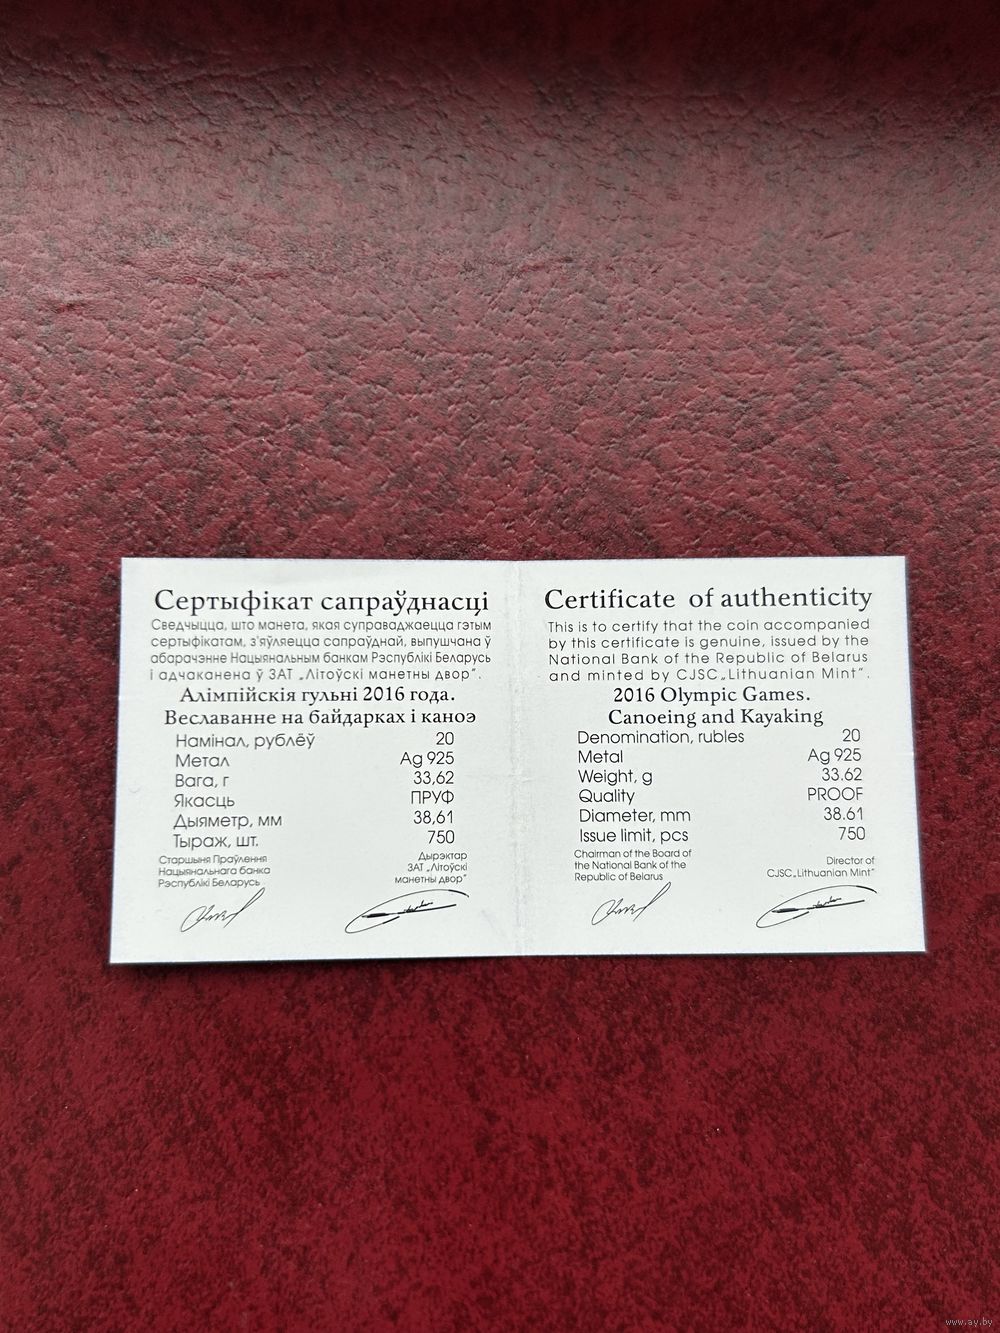 Сертыфікат сапраўднасці
Сведчыцца, што манета, якая суправаджаецца гэтым
сертыфікатам, з'яўляецца сапраўднай, выпушчана ў
абарачэнне Нацыянальным банкам Рэспублікі Беларусь
і адчаканена ў ЗАТ „Літоўскі манетны двор".
Алімпійскія гульні 2016 года.
Веславанне на байдарках і каноэ
Намінал, рублёў 20
Метал Ag 925
Вага, г 33,62
Якасць ПРУФ
Дыяметр, мм 38,61
Тыраж, шт. 750
Старшыня Праўлення
Нацыянальнага банка
Рэспублікі Беларусь
Дырэктар
ЗАТ „Літоўскі
манетны двор"
Certificate of authenticity
This is to certify that the coin accompanied
by this certificate is genuine, issued by the
National Bank of the Republic of Belarus
and minted by CJSC„Lithuanian Mint".
2016 Olympic Games.
Canoeing and Kayaking
Denomination, rubles 20
Metal Ag 925
Weight, g 33.62
Quality PROOF
Diameter, mm 38.61
Issue limit, pcs 750
Chairman of the Board of
the National Bank of the
Republic of Belarus
Director of
CJSC„Lithuanian Mint"
www.ay.by